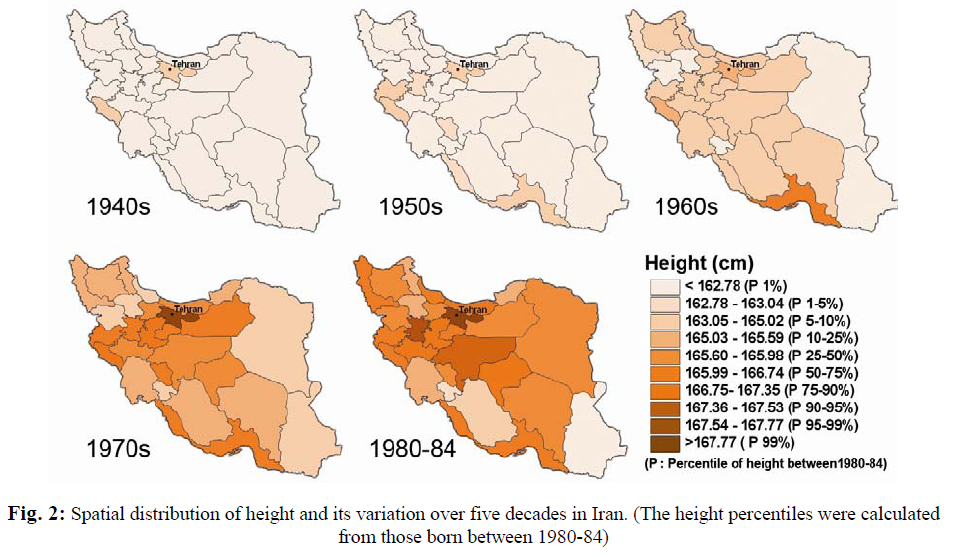 Tehran
1940s
Tehran
1950s
Tehran
1960s
Tehran
1970s
Tehran
1980-84
Height (cm)
< 162.78 (P 1%)
162.78 - 163.04 (P 1-5%)
163.05 - 165.02 (P 5-10%)
165.03 - 165.59 (P 10-25%)
165.60 - 165.98 (P 25-50%)
165.99 - 166.74 (P 50-75%)
166.75- 167.35 (P 75-90%)
167.36 - 167.53 (P 90-95%)
167.54 - 167.77 (P 95-99%)
>167.77 ( P 99%)
(P : Percentile of height between1980-84)
Fig. 2: Spatial distribution of height and its variation over five decades in Iran. (The height percentiles were calculated
from those born between 1980-84)